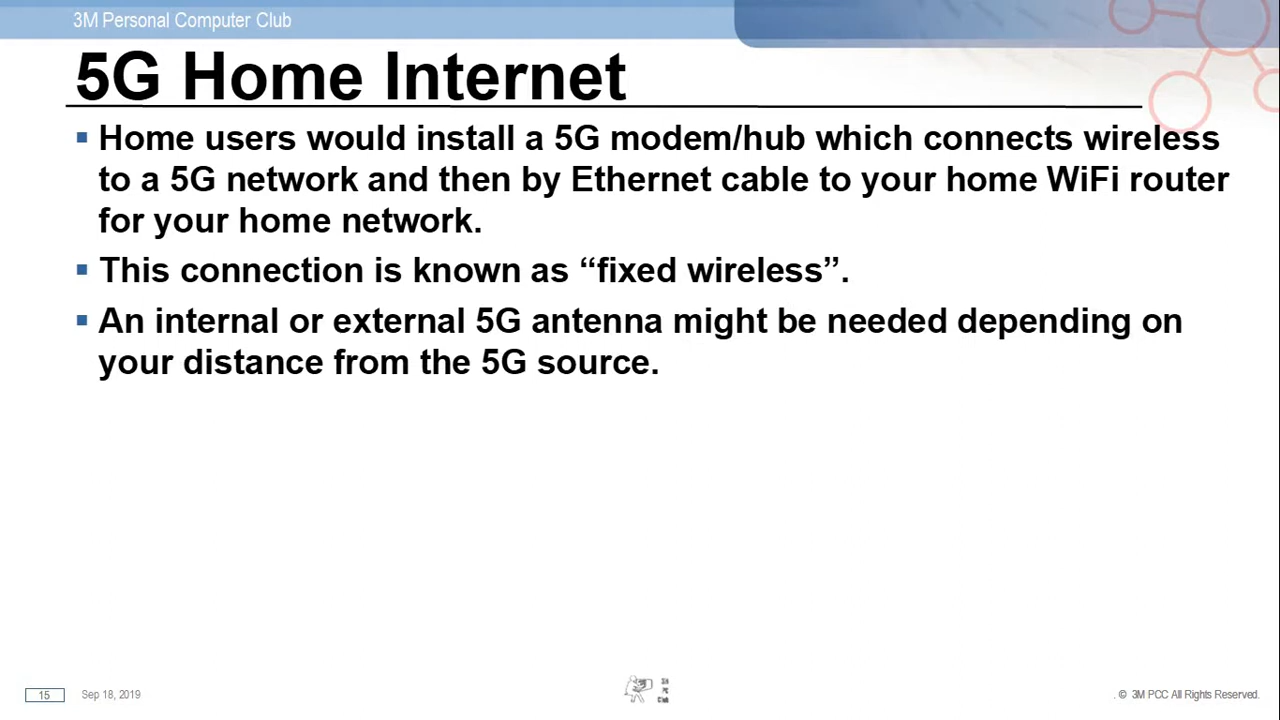 3M Personal Computer Club
5G Home Internet
▪ Home users would install a 5G modem/hub which connects wireless
to a 5G network and then by Ethernet cable to your home WiFi router
for your home network.
▪ This connection is known as “fixed wireless”.
▪ An internal or external 5G antenna might be needed depending on
your distance from the 5G source.
15
Sep 18, 2019
PC
Club
. © 3M PCC All Rights Reserved.